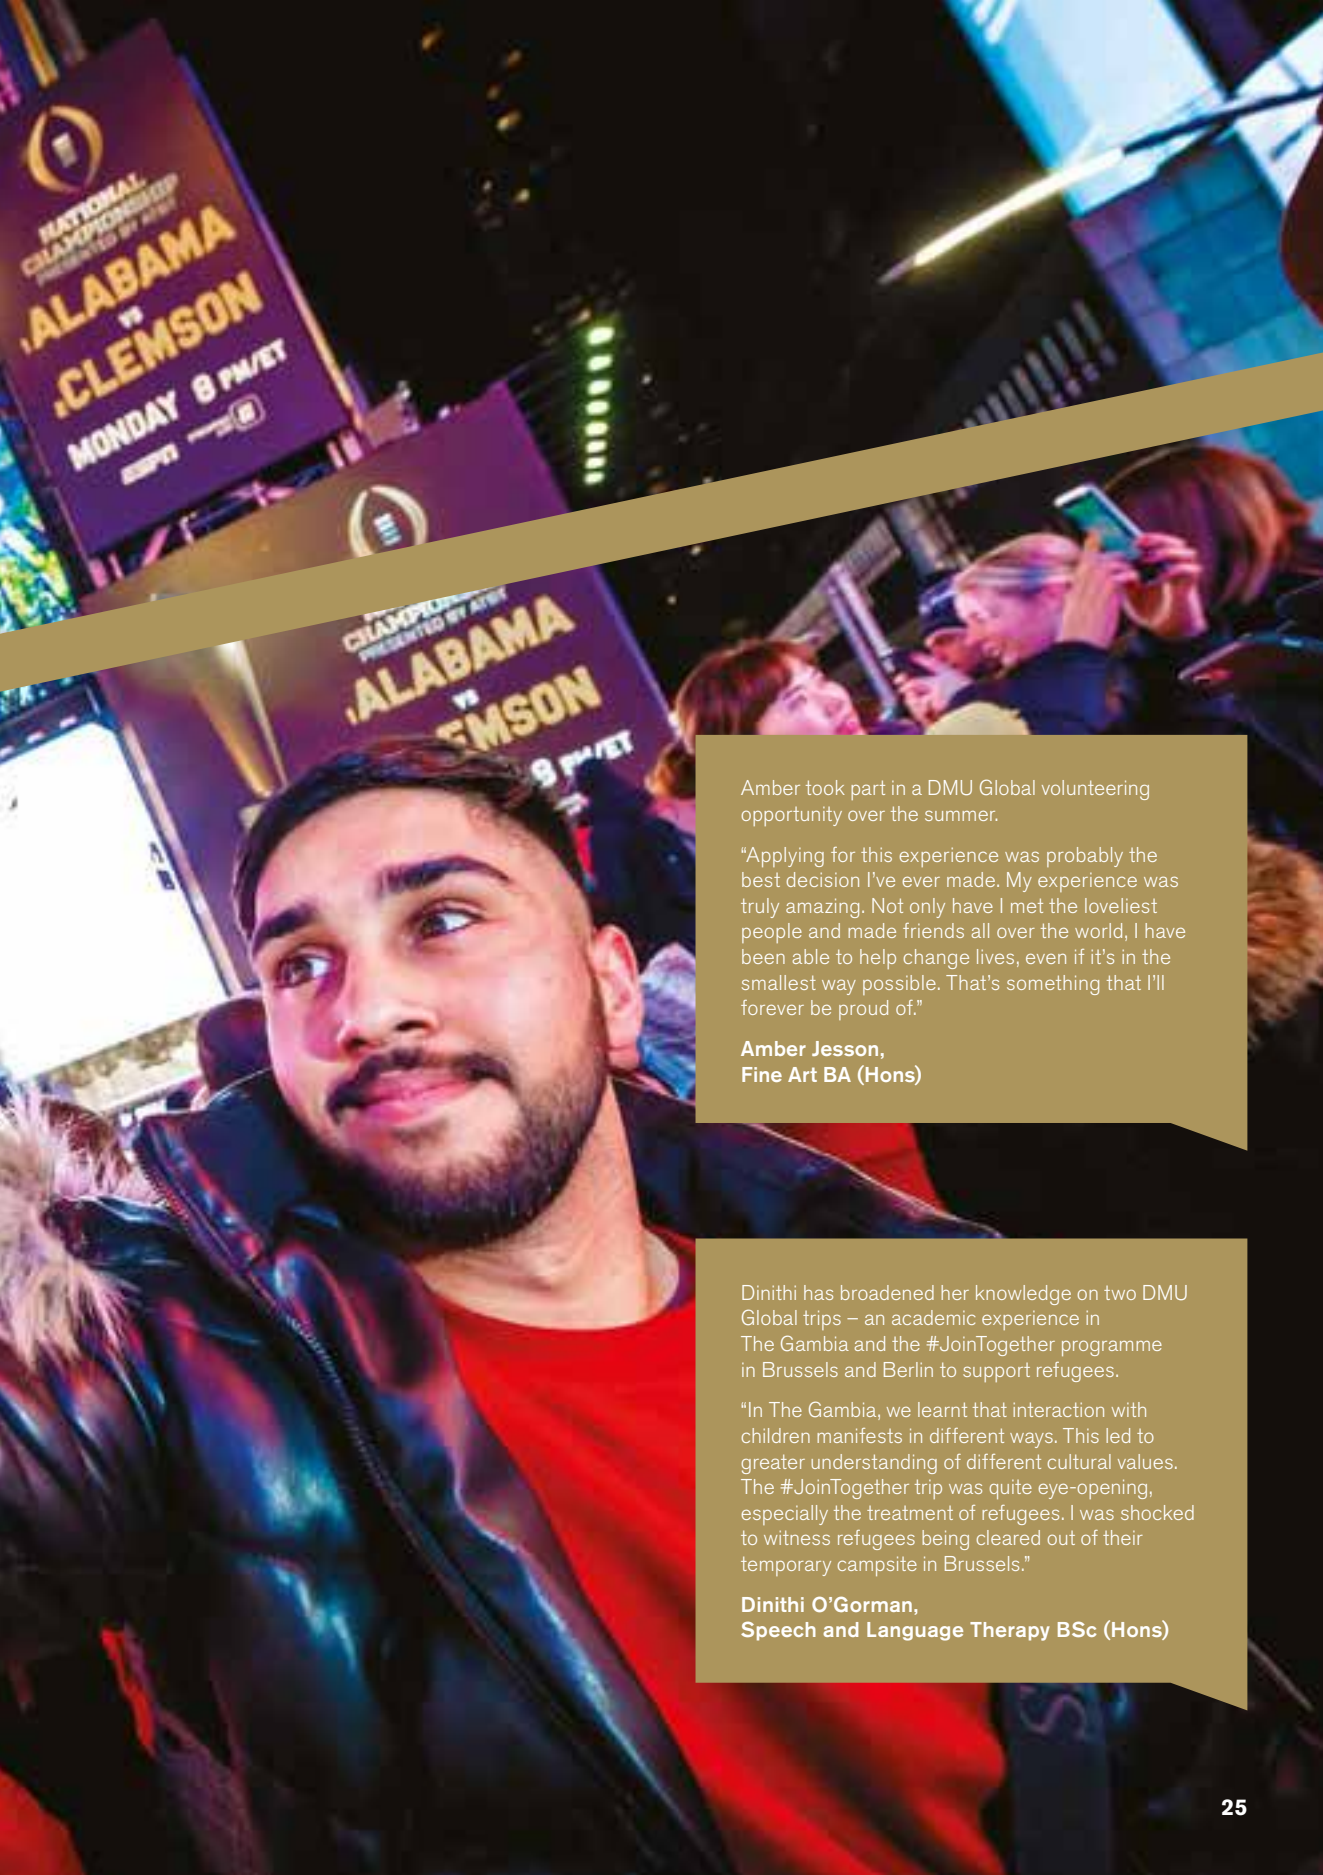 NATIONAL
CHAMPIONSHIP
PRESENTED BY AT&T
1ALABAMA
VS
2CLEMSON
MONDAY 8 PM/ET
ESPN
CHAMPIONS
PRESENTED BY AT&T
1ALABAMA
VS
EMSON
8 PM/ET
Amber took part in a DMU Global volunteering
opportunity over the summer.
“Applying for this experience was probably the
best decision I’ve ever made. My experience was
truly amazing. Not only have I met the loveliest
people and made friends all over the world, I have
been able to help change lives, even if it’s in the
smallest way possible. That’s something that I’ll
forever be proud of.”
Amber Jesson,
Fine Art BA (Hons)
Dinithi has broadened her knowledge on two DMU
Global trips – an academic experience in
The Gambia and the #JoinTogether programme
in Brussels and Berlin to support refugees.
“In The Gambia, we learnt that interaction with
children manifests in different ways. This led to
greater understanding of different cultural values.
The #JoinTogether trip was quite eye-opening,
especially the treatment of refugees. I was shocked
to witness refugees being cleared out of their
temporary campsite in Brussels.”
Dinithi O’Gorman,
Speech and Language Therapy BSc (Hons)
25